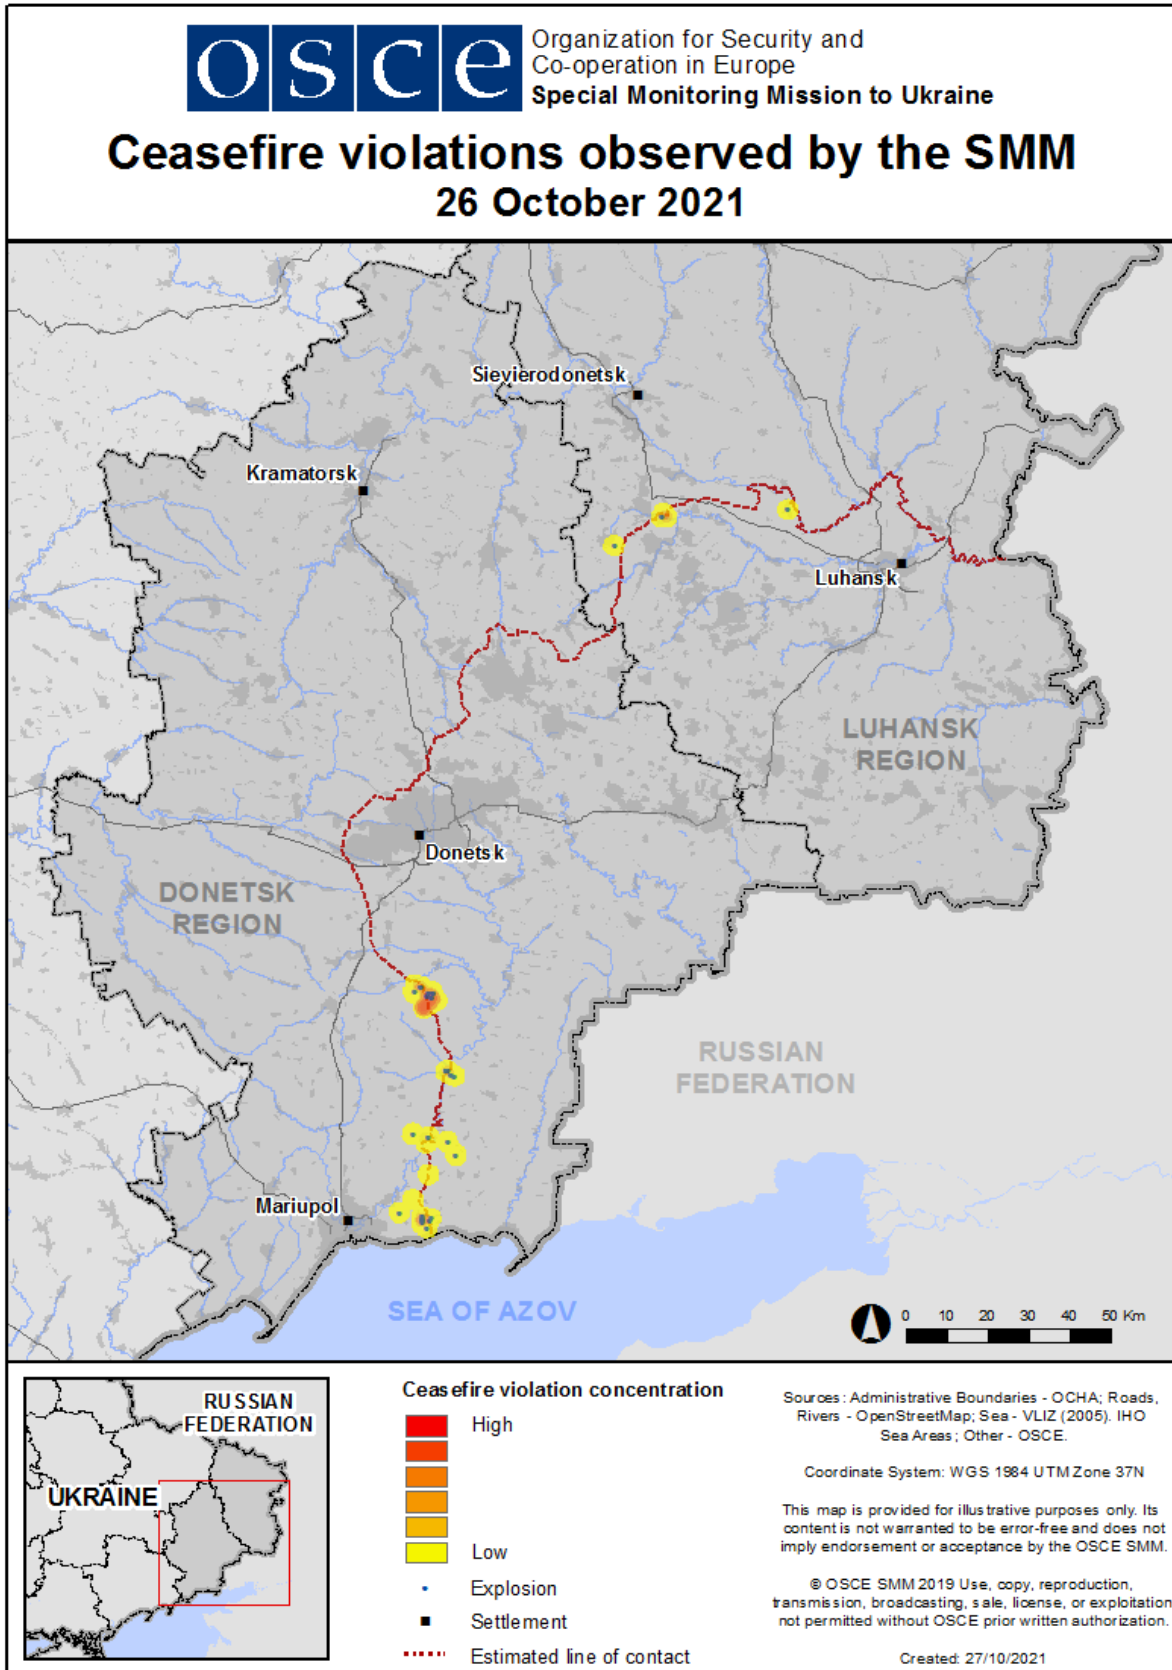 osce
Organization for Security and
Co-operation in Europe
Special Monitoring Mission to Ukraine
Ceasefire violations observed by the SMM
26 October 2021
Sievierodonetsk
Kramatorsk
Luhansk
LUHANSK
REGION
Donetsk
DONETSK
REGION
RUSSIAN
FEDERATION
Mariupol
SEA OF AZOV
0 10 20 30 40 50 Km
RUSSIAN
FEDERATION
UKRAINE
Ceasefire violation concentration
High
Low
Explosion
Settlement
Estimated line of contact
Sources: Administrative Boundaries - OCHA; Roads,
Rivers - OpenStreetMap; Sea - VLIZ (2005). IHO
Sea Areas; Other - OSCE.
Coordinate System: WGS 1984 UTM Zone 37N
This map is provided for illustrative purposes only. Its
content is not warranted to be error-free and does not
imply endorsement or acceptance by the OSCE SMM.
© OSCE SMM 2019 Use, copy, reproduction,
transmission, broadcasting, sale, license, or exploitation
not permitted without OSCE prior written authorization.
Created: 27/10/2021